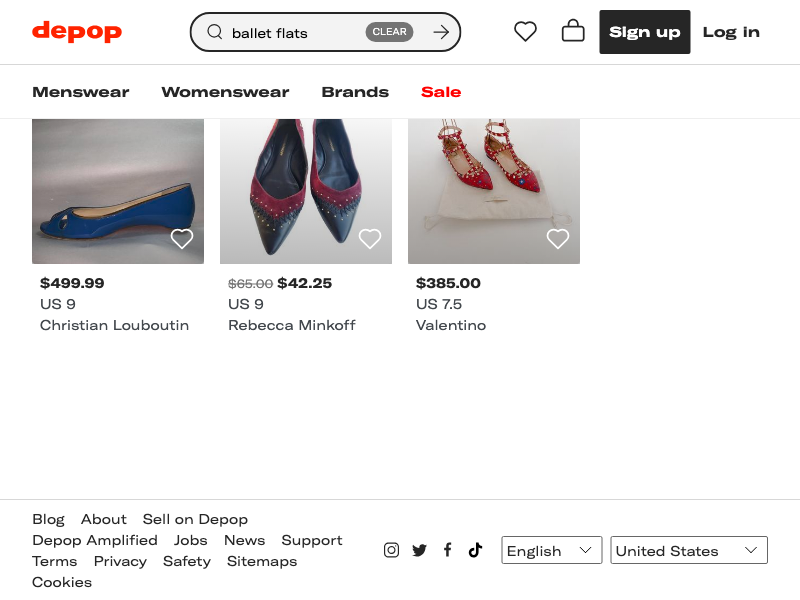 depop
ballet flats
CLEAR
Sign up
Log in
Menswear
Womenswear
Brands
Sale
$499.99
US 9
Christian Louboutin
$65.00 $42.25
US 9
Rebecca Minkoff
$385.00
US 7.5
Valentino
Blog About Sell on Depop
Depop Amplified Jobs News Support
Terms Privacy Safety Sitemaps
Cookies
English
United States